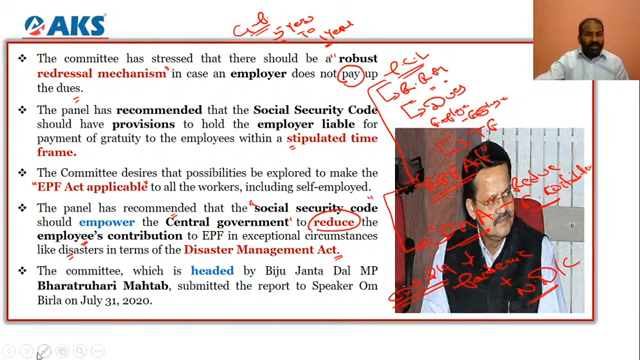 AKS
IAS
G-B 5 year
TO
1 year
The committee has stressed that there should be a "robust
redressal mechanism" in case an employer does not pay up
the dues.
The panel has recommended that the Social Security Code
should have provisions to hold the employer liable for
payment of gratuity to the employees within a stipulated time
frame.
The Committee desires that possibilities be explored to make the
"EPF Act applicable" to all the workers, including self-employed.
The panel has recommended that the "social security code"
should empower the Central government to reduce the
employee's contribution to EPF in exceptional circumstances
like disasters in terms of the Disaster Management Act.
The committee, which is headed by Biju Janta Dal MP
Bharatruhari Mahtab, submitted the report to Speaker Om
Birla on July 31, 2020.
Dues
Reduce